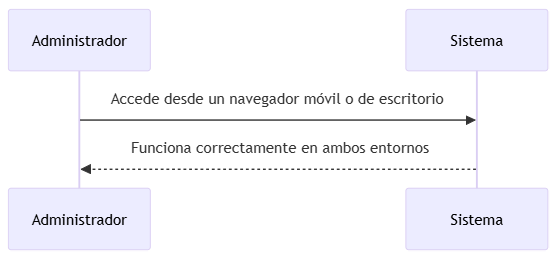 Administrador
Sistema
Accede desde un navegador móvil o de escritorio
Funciona correctamente en ambos entornos
Administrador
Sistema